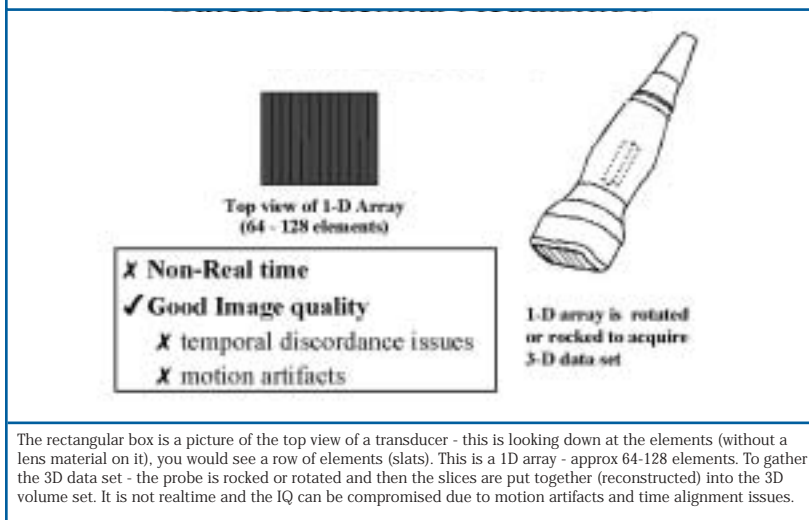 Top view of 1-D Array
(64 - 128 elements)
✗ Non-Real time
✓ Good Image quality
✗ temporal discordance issues
✗ motion artifacts
1-D array is rotated
or rocked to acquire
3-D data set
The rectangular box is a picture of the top view of a transducer - this is looking down at the elements (without a
lens material on it), you would see a row of elements (slats). This is a 1D array - approx 64-128 elements. To gather
the 3D data set - the probe is rocked or rotated and then the slices are put together (reconstructed) into the 3D
volume set. It is not realtime and the IQ can be compromised due to motion artifacts and time alignment issues.